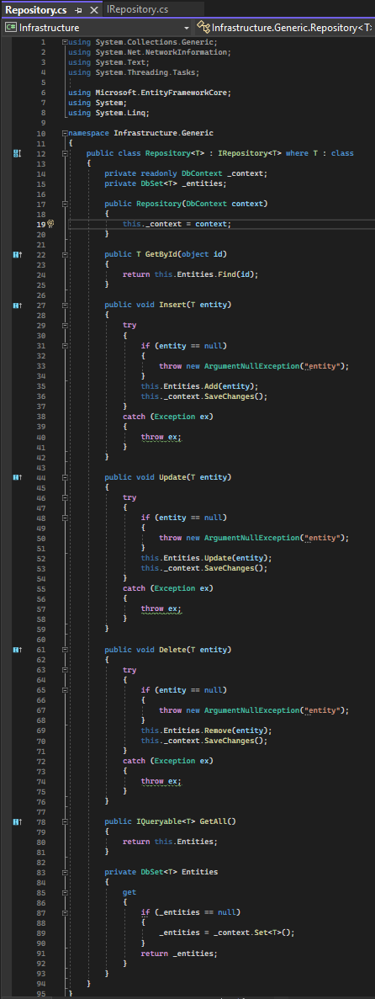 Repository.cs IRepository.cs
C# Infrastructure Infrastructure.Generic.Repository<T>
1 using System.Collections.Generic;
2 using System.Net.NetworkInformation;
3 using System.Text;
4 using System.Threading.Tasks;
5
6 using Microsoft.EntityFrameworkCore;
7 using System;
8 using System.Linq;
9
10 namespace Infrastructure.Generic
11 {
12 public class Repository<T> : IRepository<T> where T : class
13 {
14 private readonly DbContext _context;
15 private DbSet<T> _entities;
16
17 public Repository(DbContext context)
18 {
19 this._context = context;
20 }
21
22 public T GetById(object id)
23 {
24 return this.Entities.Find(id);
25 }
26
27 public void Insert(T entity)
28 {
29 try
30 {
31 if (entity == null)
32 {
33 throw new ArgumentNullException("entity");
34 }
35 this.Entities.Add(entity);
36 this._context.SaveChanges();
37 }
38 catch (Exception ex)
39 {
40 throw ex;
41 }
42 }
43
44 public void Update(T entity)
45 {
46 try
47 {
48 if (entity == null)
49 {
50 throw new ArgumentNullException("entity");
51 }
52 this.Entities.Update(entity);
53 this._context.SaveChanges();
54 }
55 catch (Exception ex)
56 {
57 throw ex;
58 }
59 }
60
61 public void Delete(T entity)
62 {
63 try
64 {
65 if (entity == null)
66 {
67 throw new ArgumentNullException("entity");
68 }
69 this.Entities.Remove(entity);
70 this._context.SaveChanges();
71 }
72 catch (Exception ex)
73 {
74 throw ex;
75 }
76 }
77
78 public IQueryable<T> GetAll()
79 {
80 return this.Entities;
81 }
82
83 private DbSet<T> Entities
84 {
85 get
86 {
87 if (_entities == null)
88 {
89 _entities = _context.Set<T>();
90 }
91 return _entities;
92 }
93 }
94 }
95 }